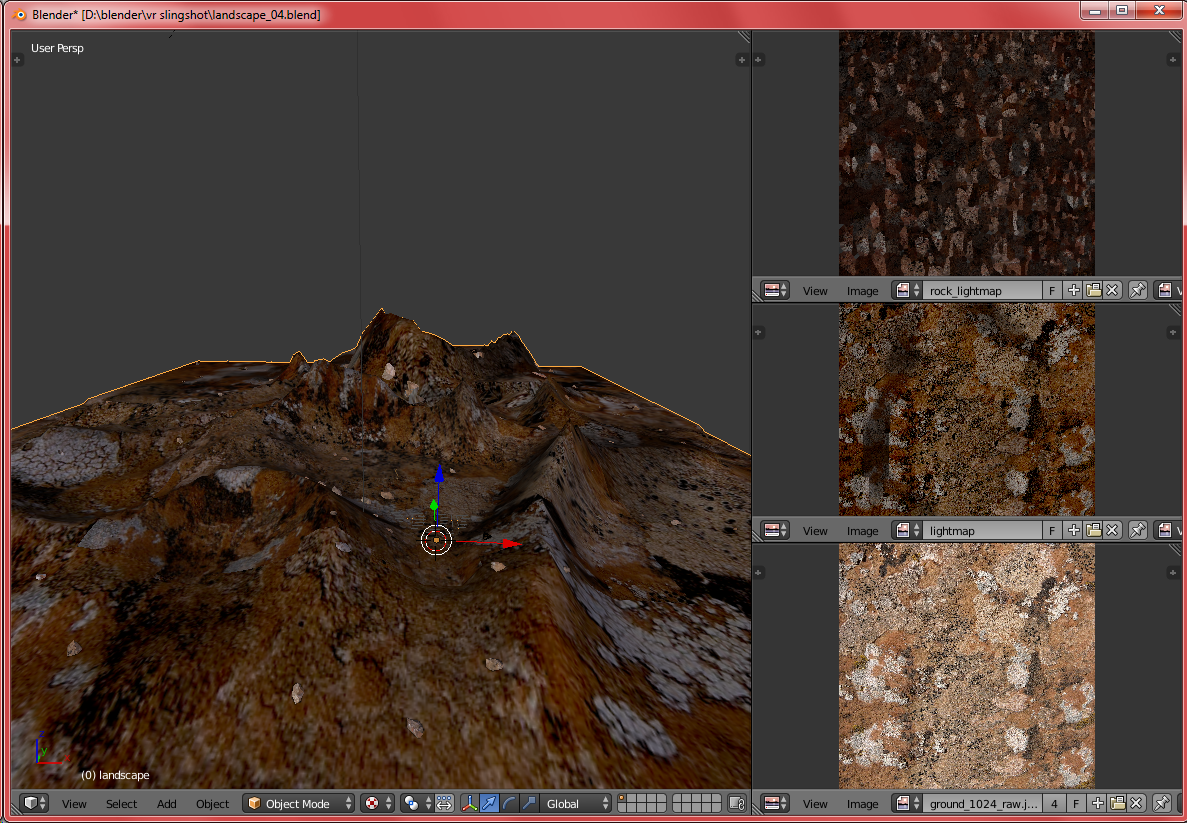 Blender* [D:\blender\vr slingshot\landscape_04.blend]
User Persp
(0) landscape
View Select Add Object Object Mode Global
View Image rock_lightmap F V
View Image lightmap F V
View Image ground_1024_raw.j... 4 F